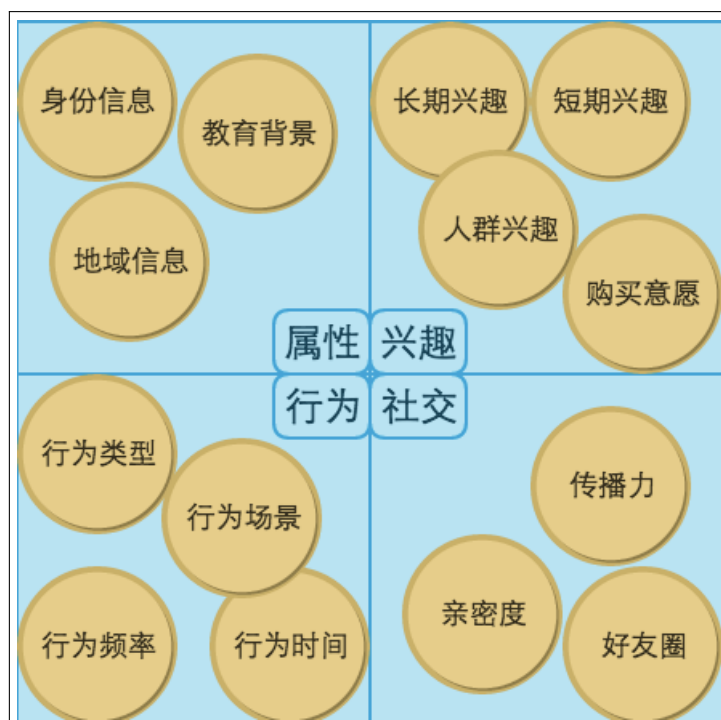 身份信息
教育背景
地域信息
长期兴趣
短期兴趣
人群兴趣
购买意愿
属性
兴趣
行为
社交
行为类型
行为场景
行为频率
行为时间
传播力
亲密度
好友圈